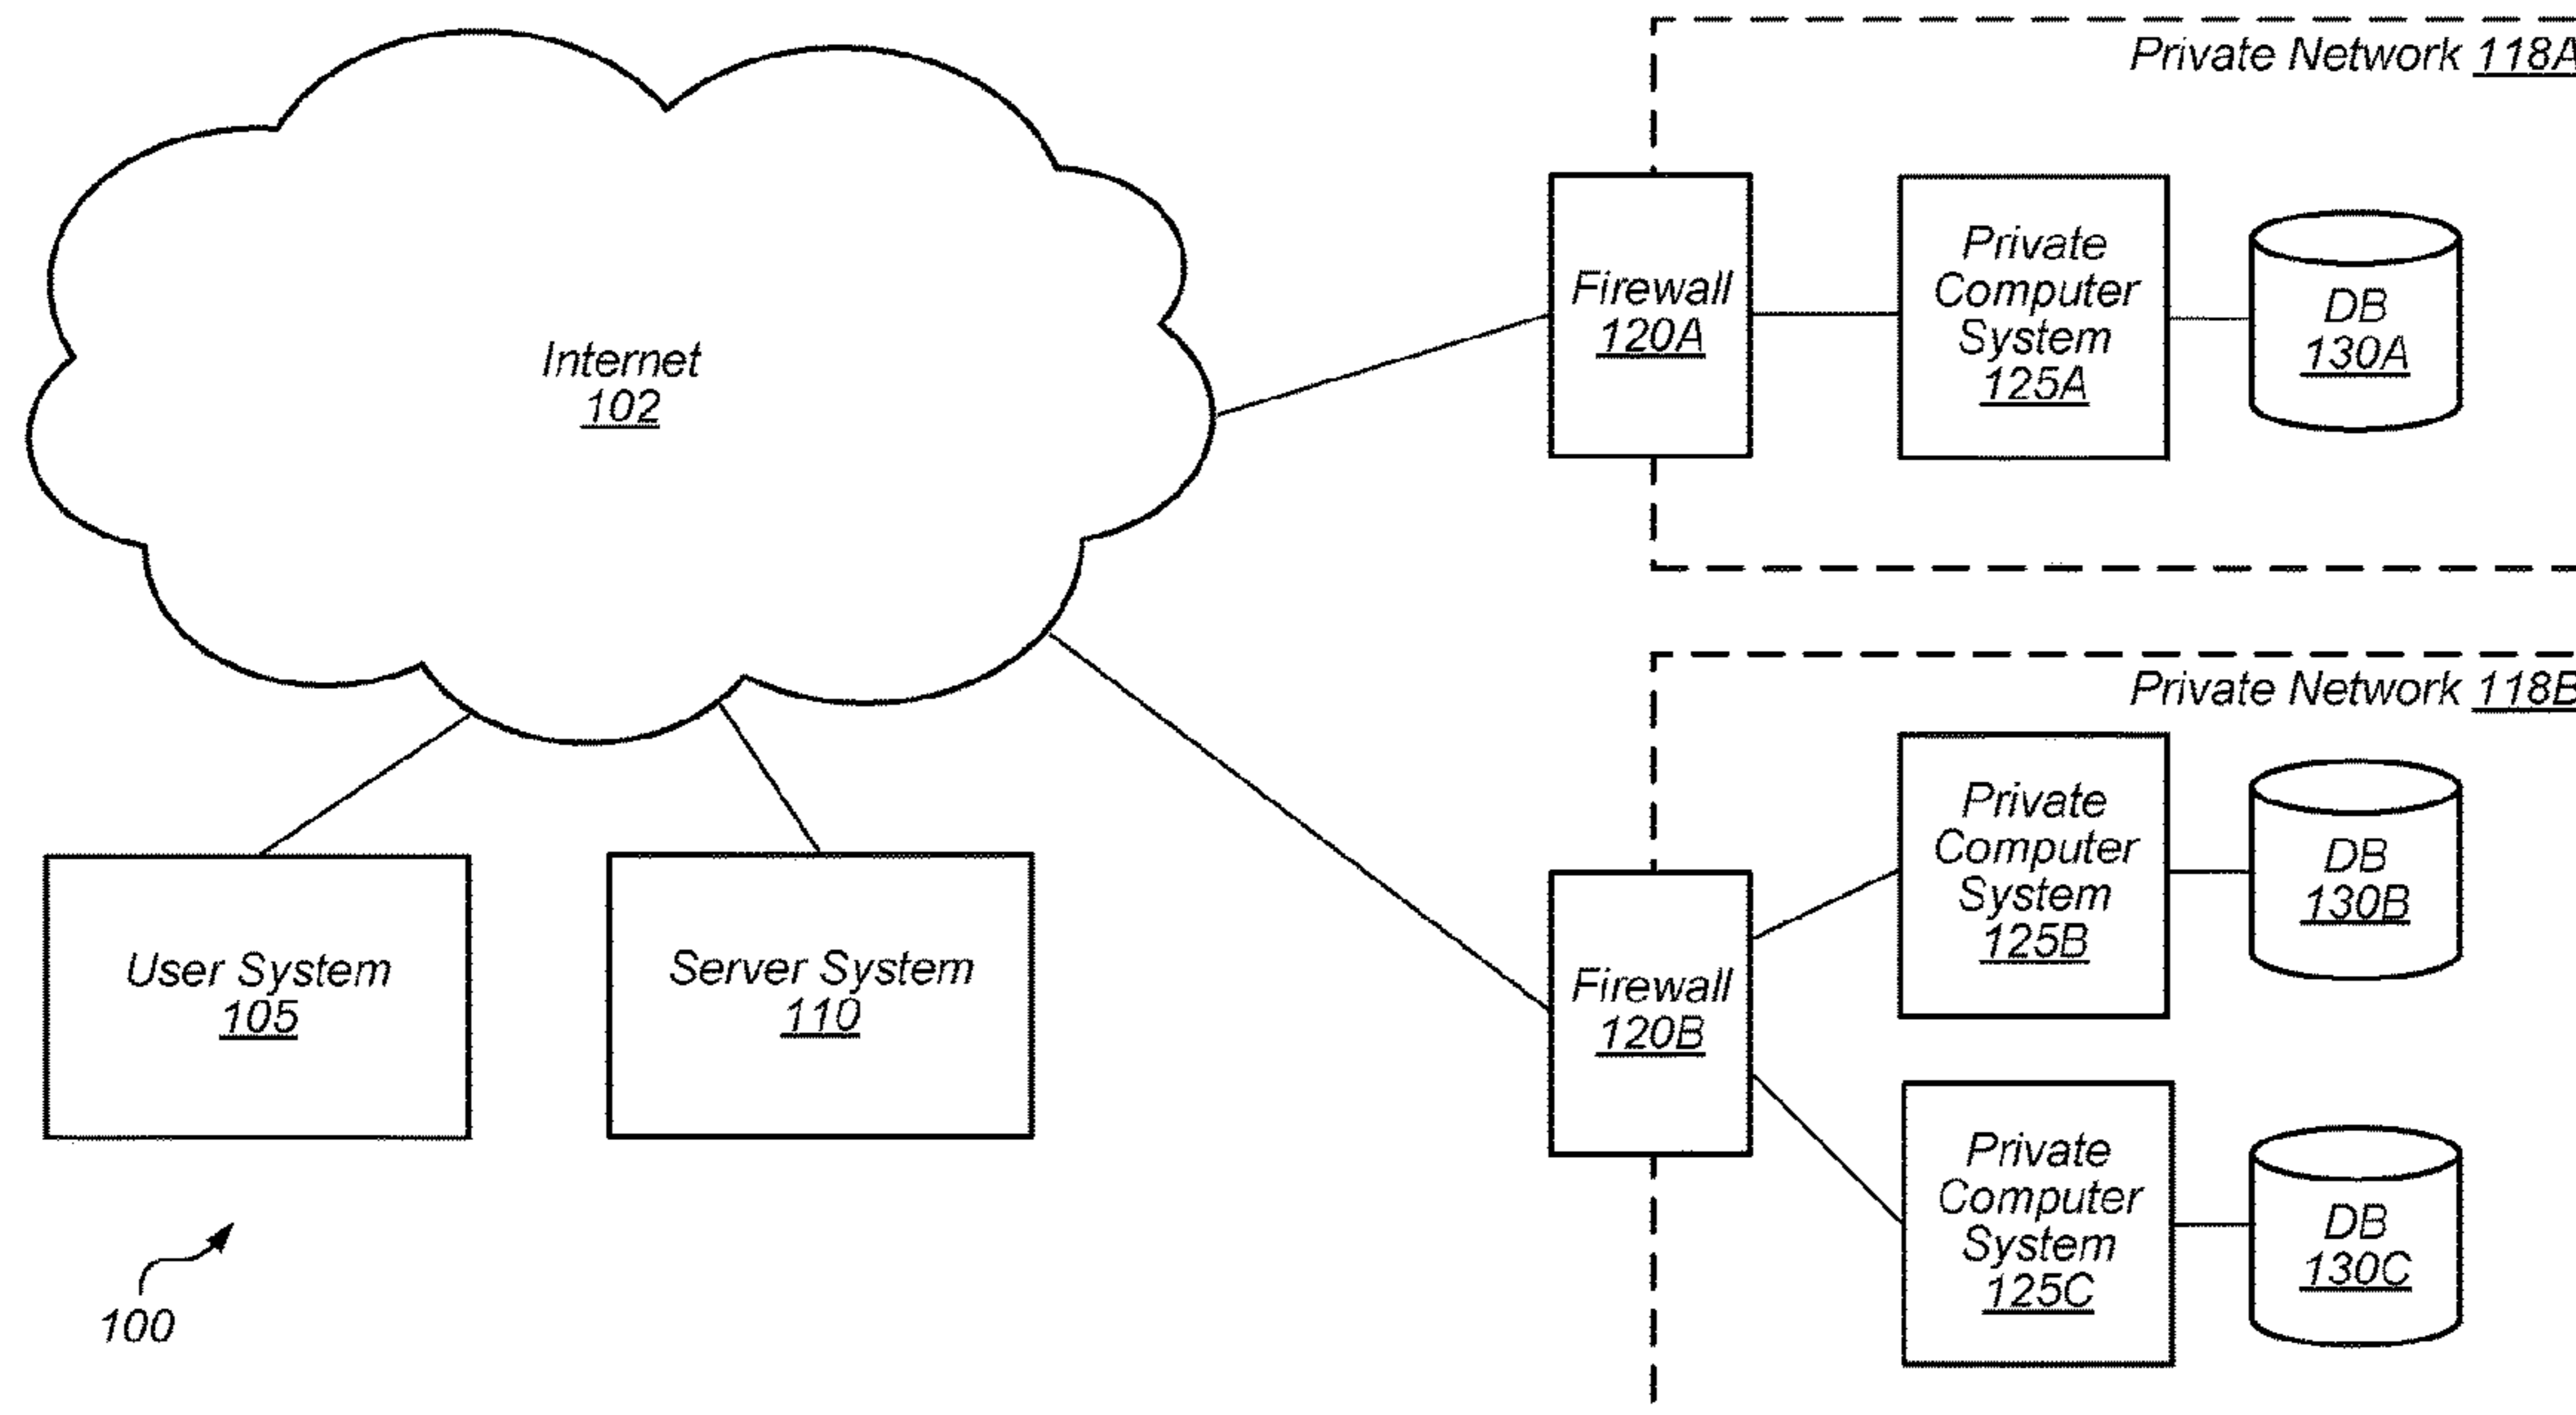 Private Network 118A
Internet
102
Firewall
120A
Private
Computer
System
125A
DB
130A
Private Network 118B
Private
Computer
System
125B
DB
130B
User System
105
Server System
110
Firewall
120B
Private
Computer
System
125C
DB
130C
100